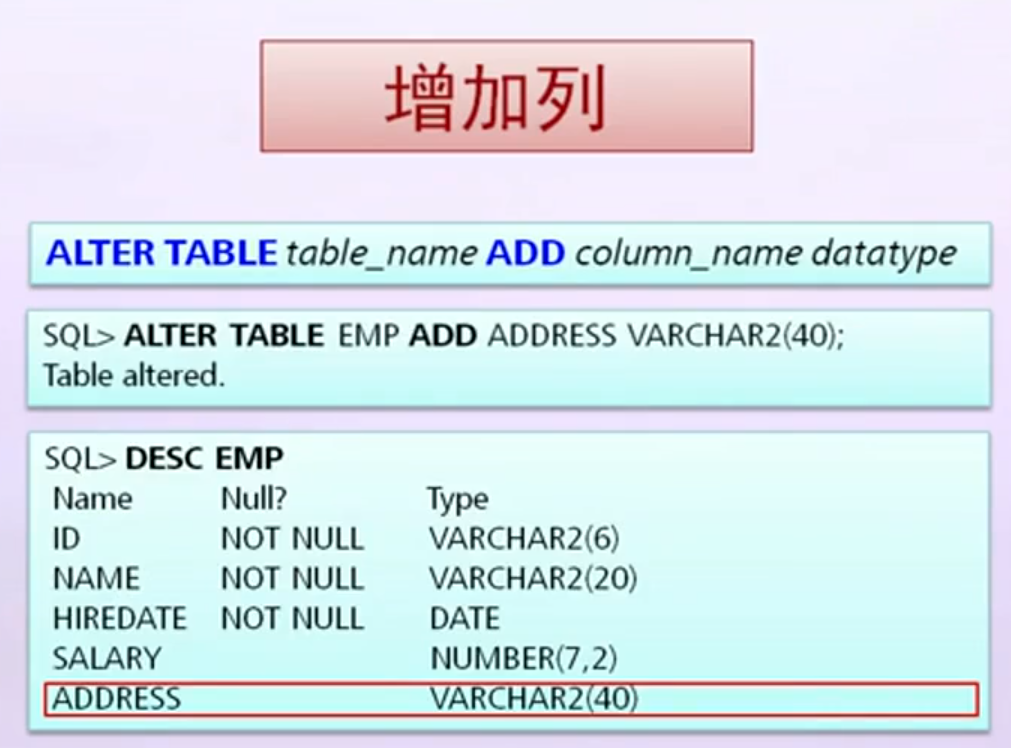 增加列
ALTER TABLE table_name ADD column_name datatype
SQL> ALTER TABLE EMP ADD ADDRESS VARCHAR2(40);
Table altered.
SQL> DESC EMP
Name Null? Type
ID NOT NULL VARCHAR2(6)
NAME NOT NULL VARCHAR2(20)
HIREDATE NOT NULL DATE
SALARY NUMBER(7,2)
ADDRESS VARCHAR2(40)